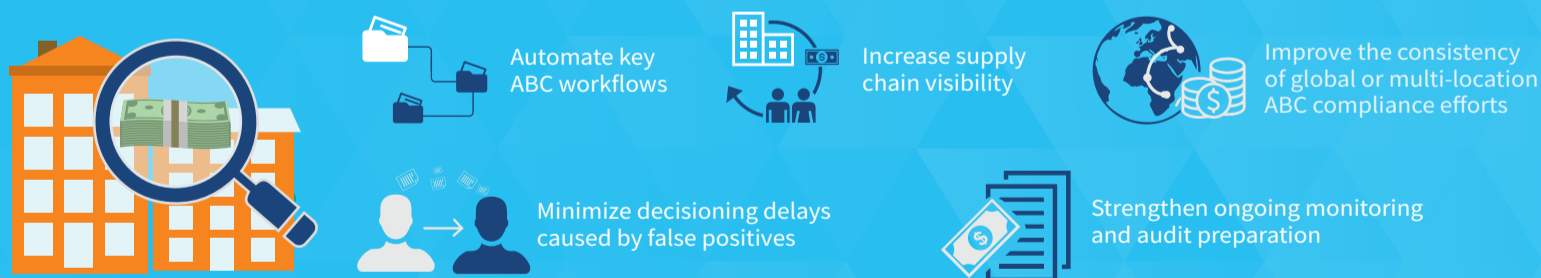 Automate key
ABC workflows
Increase supply
chain visibility
Improve the consistency
of global or multi-location
ABC compliance efforts
Minimize decisioning delays
caused by false positives
Strengthen ongoing monitoring
and audit preparation